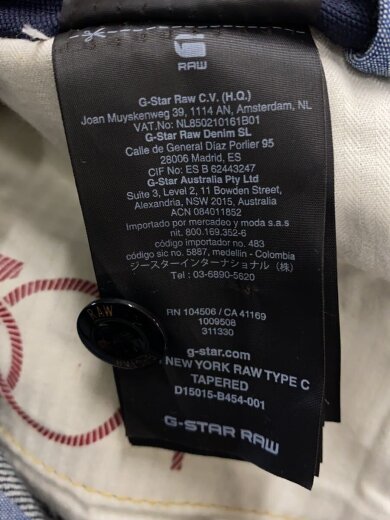 RAW
G-Star Raw C.V. (H.Q.)
Joan Muyskenweg 39, 1114 AN, Amsterdam, NL
VAT.No: NL850210161B01
G-Star Raw Denim SL
Calle de General Díaz Porlier 95
28006 Madrid, ES
CIF No: ES B 62443247
G-Star Australia Pty Ltd
Suite 3, Level 2, 11 Bowden Street,
Alexandria, NSW 2015, Australia
ACN 084011852
Importado por mercadeo y moda s.a.s
nit. 800.169.352-6
código importador no. 483
código sic no. 5887, medellin - Colombia
ジースターインターナショナル（株）
Tel : 03-6890-5620
RN 104506 / CA 41169
1009508
311330
g-star.com
NEW YORK RAW TYPE C
TAPERED
D15015-B454-001
G-STAR RAW
RAW